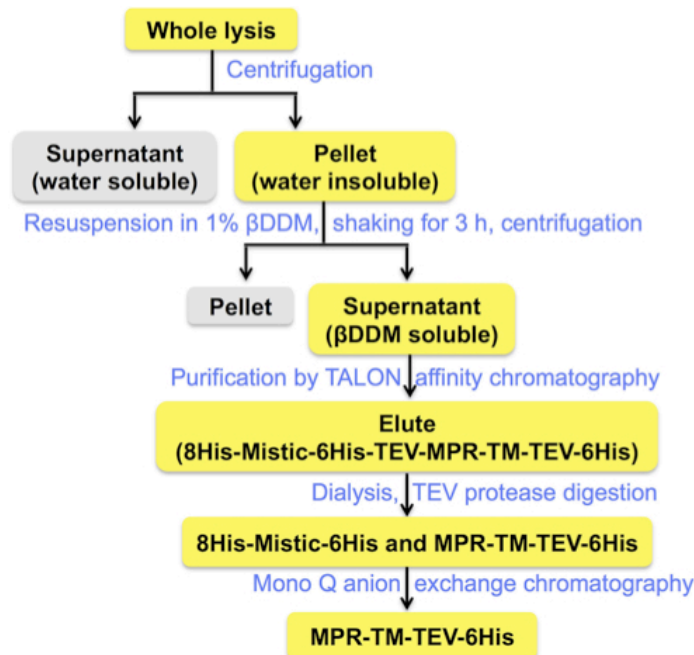 Whole lysis
Centrifugation
Supernatant
(water soluble)
Pellet
(water insoluble)
Resuspension in 1% βDDM, shaking for 3 h, centrifugation
Pellet
Supernatant
(βDDM soluble)
Purification by TALON affinity chromatography
Elute
(8His-Mistic-6His-TEV-MPR-TM-TEV-6His)
Dialysis, TEV protease digestion
8His-Mistic-6His and MPR-TM-TEV-6His
Mono Q anion exchange chromatography
MPR-TM-TEV-6His